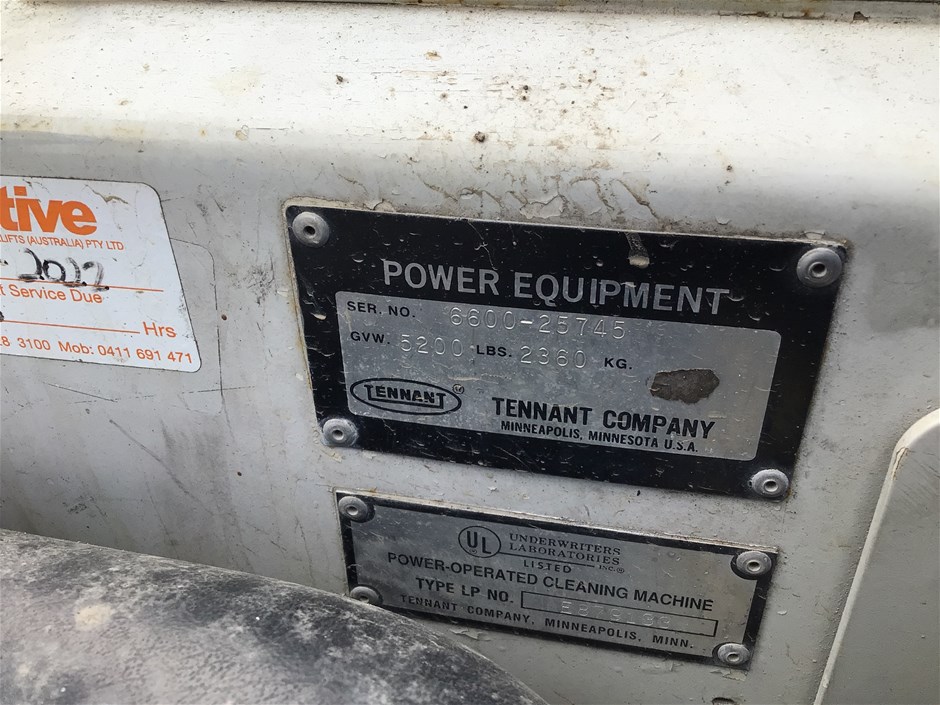 tive
LIFTS (AUSTRALIA) PTY LTD
2022
t Service Due
Hrs
8 3100 Mob: 0411 691 471
POWER EQUIPMENT
SER. NO. 6600-25745
GVW. 5200 LBS. 2360 KG.
TENNANT
TENNANT COMPANY
MINNEAPOLIS, MINNESOTA U.S.A.
UL
UNDERWRITERS
LABORATORIES
INC.®
LISTED
POWER-OPERATED CLEANING MACHINE
TYPE LP NO.
TENNANT COMPANY, MINNEAPOLIS, MINN.